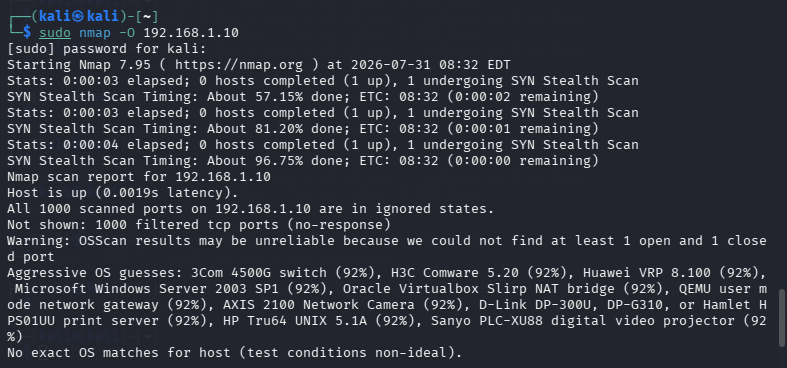 ┌──(kali㉿kali)-[~]
└─$ sudo nmap -O 192.168.1.10
[sudo] password for kali:
Starting Nmap 7.95 ( https://nmap.org ) at 2026-07-31 08:32 EDT
Stats: 0:00:03 elapsed; 0 hosts completed (1 up), 1 undergoing SYN Stealth Scan
SYN Stealth Scan Timing: About 57.15% done; ETC: 08:32 (0:00:02 remaining)
Stats: 0:00:03 elapsed; 0 hosts completed (1 up), 1 undergoing SYN Stealth Scan
SYN Stealth Scan Timing: About 81.20% done; ETC: 08:32 (0:00:01 remaining)
Stats: 0:00:04 elapsed; 0 hosts completed (1 up), 1 undergoing SYN Stealth Scan
SYN Stealth Scan Timing: About 96.75% done; ETC: 08:32 (0:00:00 remaining)
Nmap scan report for 192.168.1.10
Host is up (0.0019s latency).
All 1000 scanned ports on 192.168.1.10 are in ignored states.
Not shown: 1000 filtered tcp ports (no-response)
Warning: OSScan results may be unreliable because we could not find at least 1 open and 1 close
d port
Aggressive OS guesses: 3Com 4500G switch (92%), H3C Comware 5.20 (92%), Huawei VRP 8.100 (92%),
 Microsoft Windows Server 2003 SP1 (92%), Oracle Virtualbox Slirp NAT bridge (92%), QEMU user m
ode network gateway (92%), AXIS 2100 Network Camera (92%), D-Link DP-300U, DP-G310, or Hamlet H
PS01UU print server (92%), HP Tru64 UNIX 5.1A (92%), Sanyo PLC-XU88 digital video projector (92
%)
No exact OS matches for host (test conditions non-ideal).